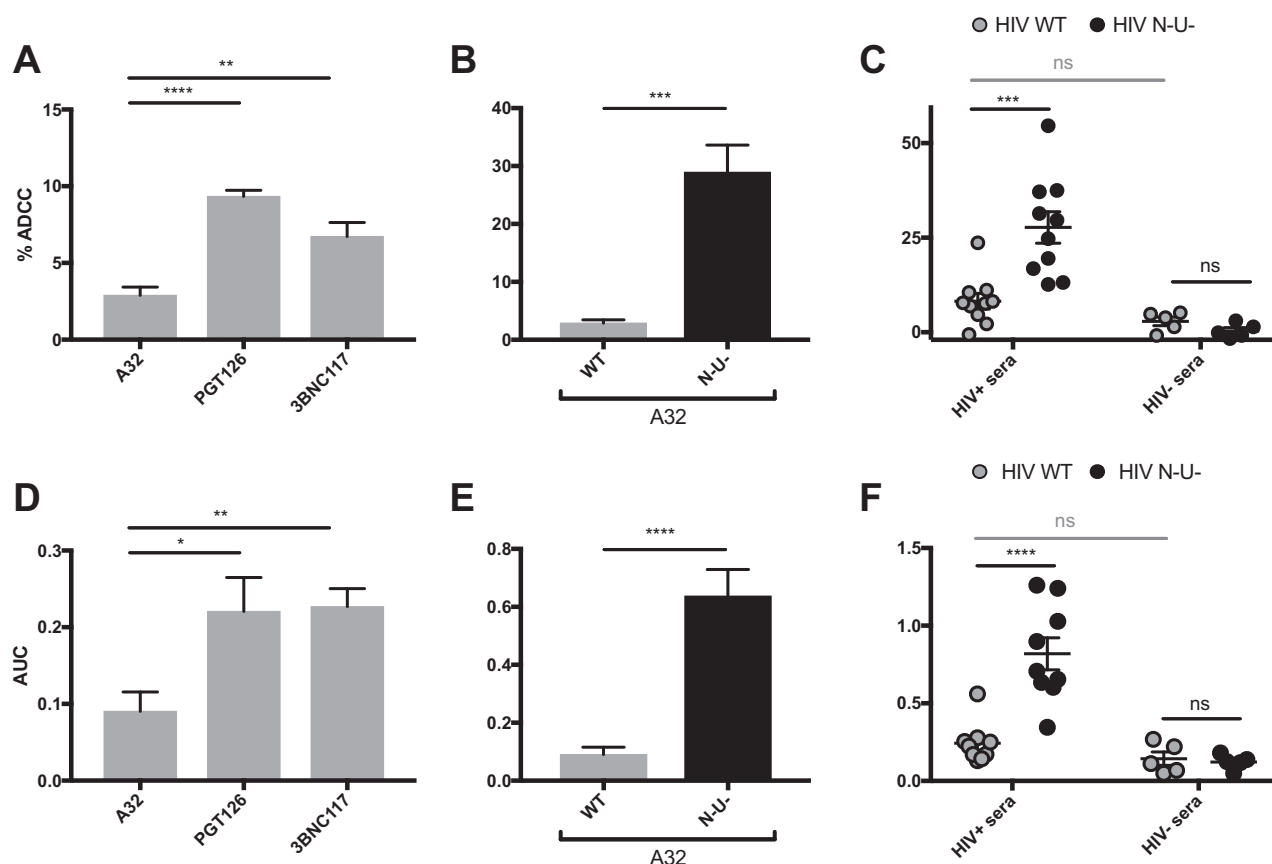 HIV WT HIV N-U-
A
B
C
**
****
***
ns
***
ns
% ADCC
15
10
5
0
40
30
20
10
0
50
25
0
A32
PGT126
3BNC117
WT
N-U-
A32
HIV+ sera
HIV- sera
HIV WT HIV N-U-
D
E
F
**
*
****
ns
****
ns
AUC
0.3
0.2
0.1
0.0
0.8
0.6
0.4
0.2
0.0
1.5
1.0
0.5
0.0
A32
PGT126
3BNC117
WT
N-U-
A32
HIV+ sera
HIV- sera